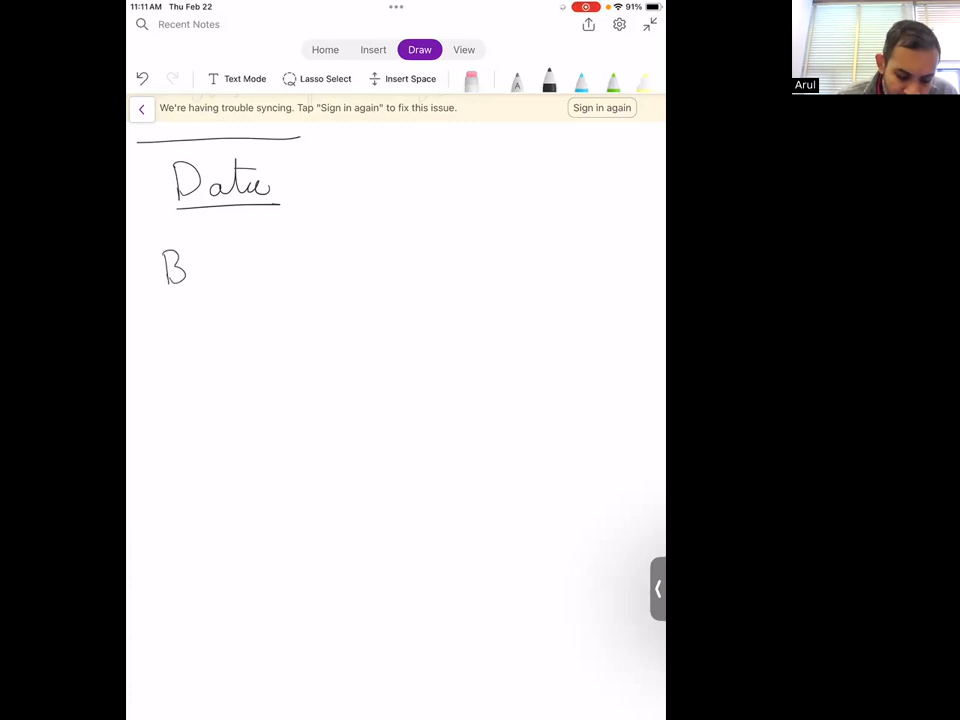 11:11 AM Thu Feb 22 91%
Recent Notes
Home Insert Draw View
Text Mode Lasso Select Insert Space A
We're having trouble syncing. Tap "Sign in again" to fix this issue. Sign in again
Data
B
Arul